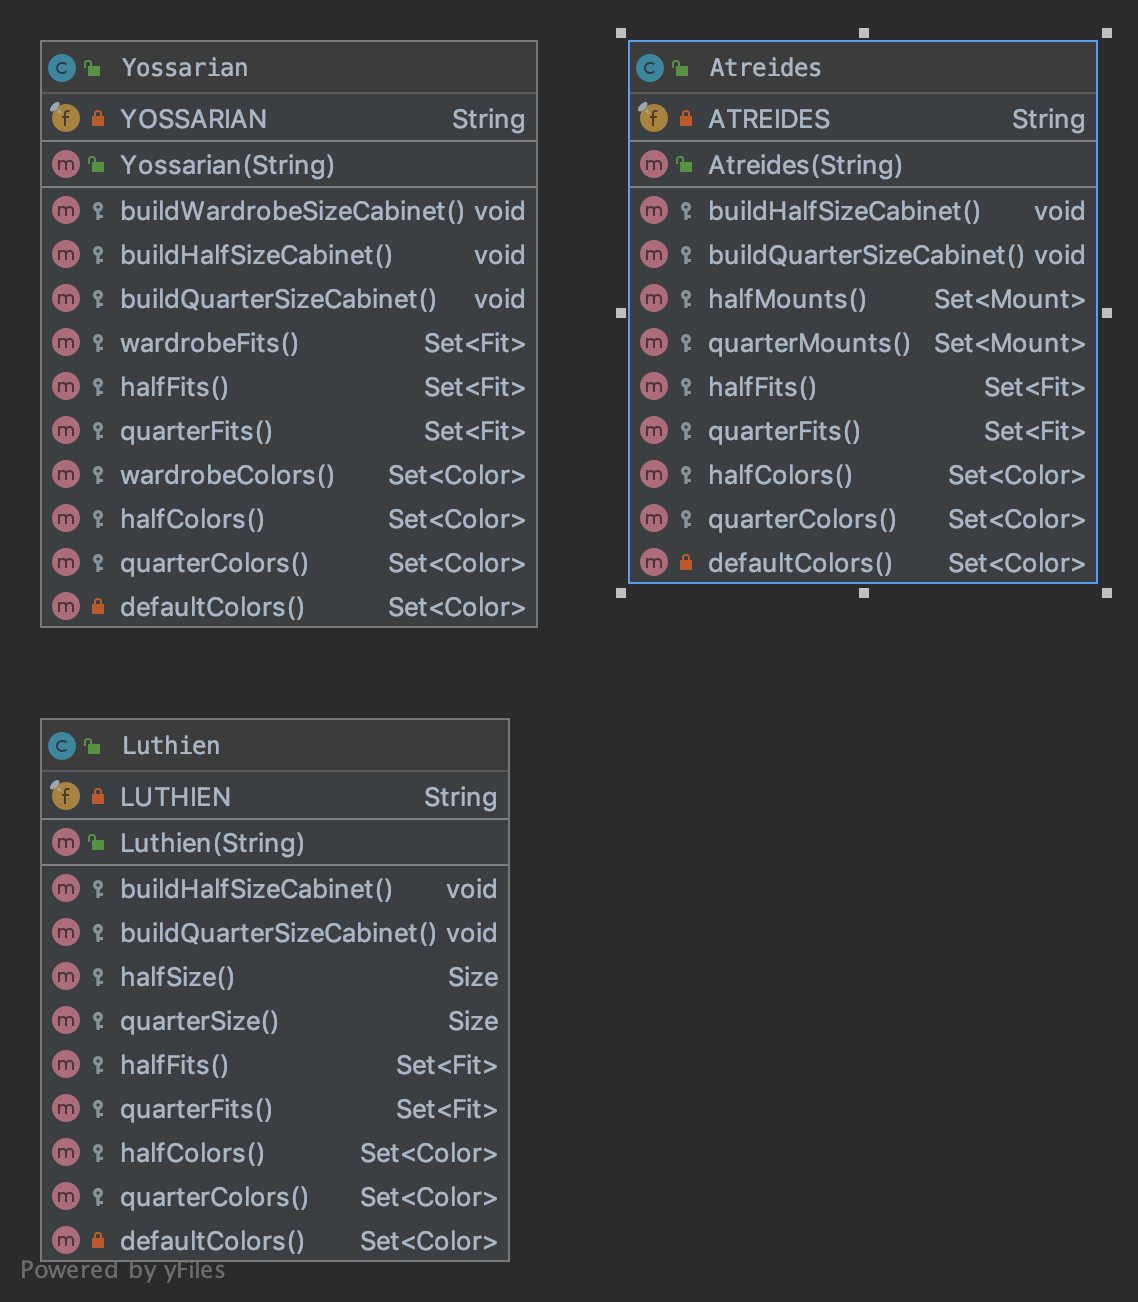 Yossarian
YOSSARIAN String
Yossarian(String)
buildWardrobeSizeCabinet() void
buildHalfSizeCabinet() void
buildQuarterSizeCabinet() void
wardrobeFits() Set<Fit>
halfFits() Set<Fit>
quarterFits() Set<Fit>
wardrobeColors() Set<Color>
halfColors() Set<Color>
quarterColors() Set<Color>
defaultColors() Set<Color>
Atreides
ATREIDES String
Atreides(String)
buildHalfSizeCabinet() void
buildQuarterSizeCabinet() void
halfMounts() Set<Mount>
quarterMounts() Set<Mount>
halfFits() Set<Fit>
quarterFits() Set<Fit>
halfColors() Set<Color>
quarterColors() Set<Color>
defaultColors() Set<Color>
Luthien
LUTHIEN String
Luthien(String)
buildHalfSizeCabinet() void
buildQuarterSizeCabinet() void
halfSize() Size
quarterSize() Size
halfFits() Set<Fit>
quarterFits() Set<Fit>
halfColors() Set<Color>
quarterColors() Set<Color>
defaultColors() Set<Color>
Powered by yFiles